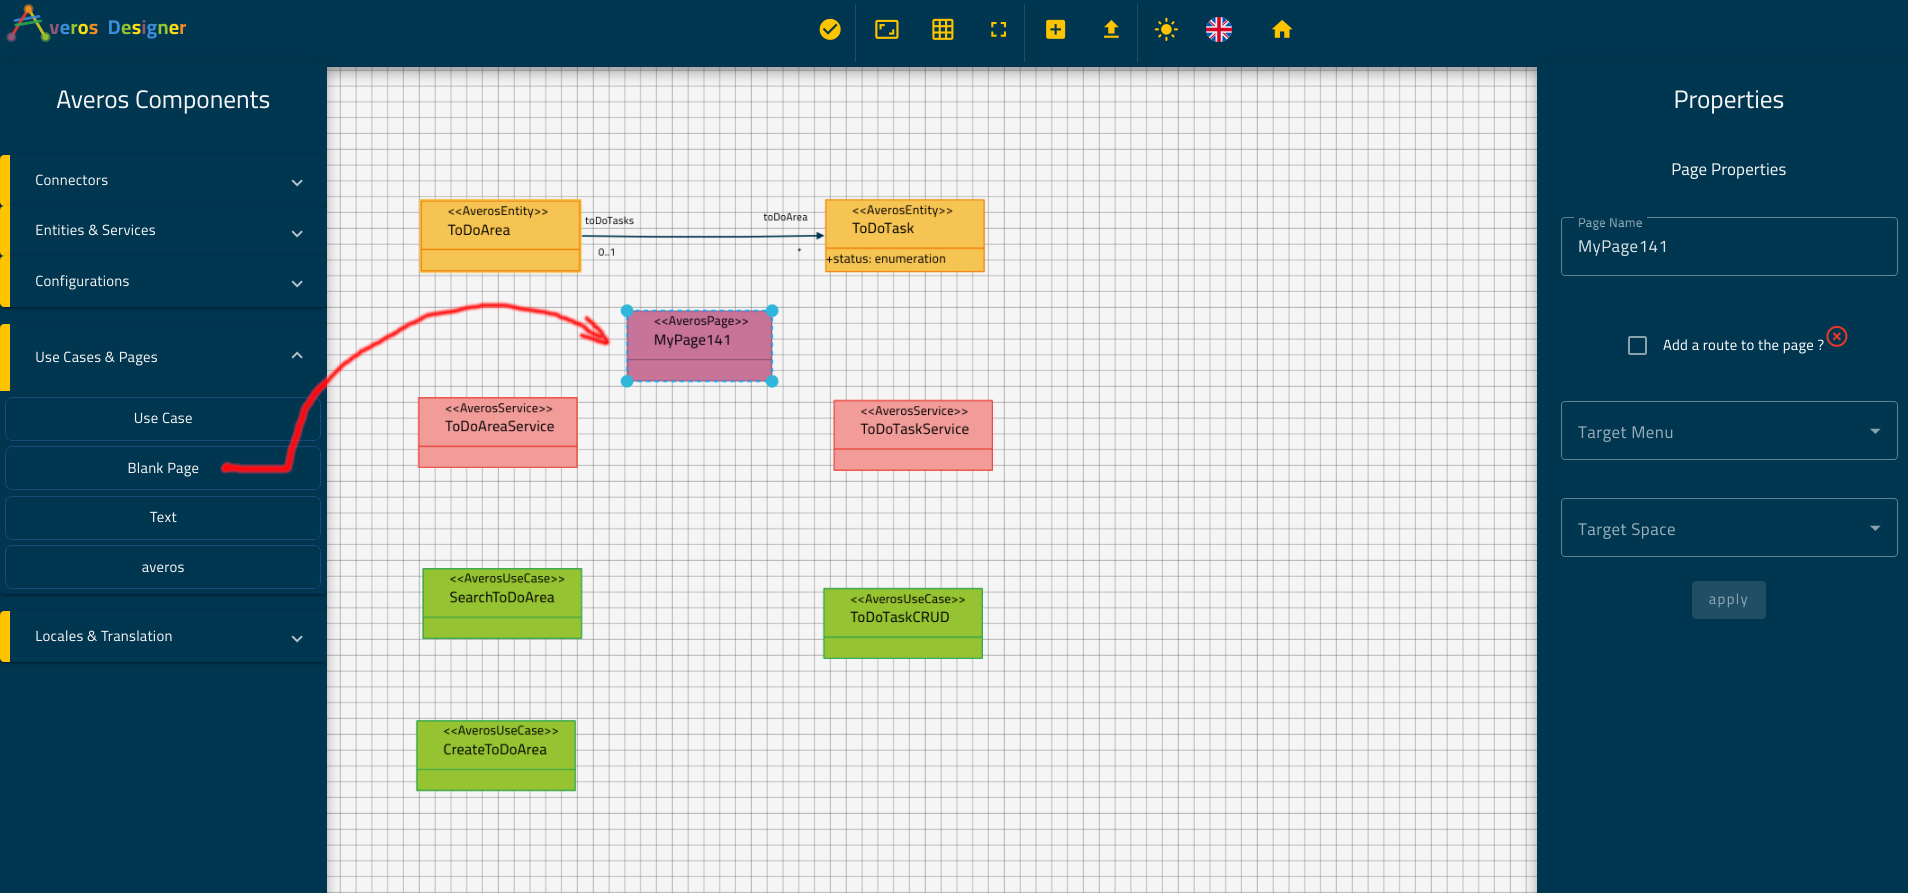 Averos Designer
Averos Components
Connectors
Entities & Services
Configurations
Use Cases & Pages
Use Case
Blank Page
Text
averos
Locales & Translation
<<AverosEntity>>
ToDoArea
toDoTasks
0..1
toDoArea
*
<<AverosEntity>>
ToDoTask
+status: enumeration
<<AverosPage>>
MyPage141
<<AverosService>>
ToDoAreaService
<<AverosService>>
ToDoTaskService
<<AverosUseCase>>
SearchToDoArea
<<AverosUseCase>>
ToDoTaskCRUD
<<AverosUseCase>>
CreateToDoArea
Properties
Page Properties
Page Name
MyPage141
Add a route to the page ?
Target Menu
Target Space
apply